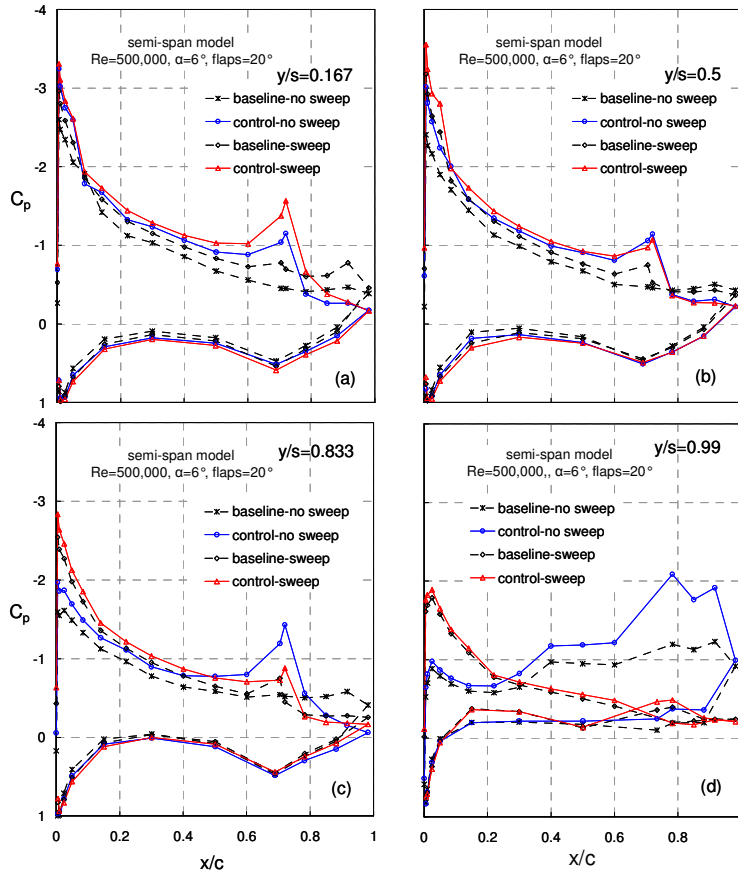 -4
-3
-2
-1
0
1
Cp
semi-span model
Re=500,000, α=6°, flaps=20°
y/s=0.167
baseline-no sweep
control-no sweep
baseline-sweep
control-sweep
(a)
semi-span model
Re=500,000, α=6°, flaps=20°
y/s=0.5
baseline-no sweep
control-no sweep
baseline-sweep
control-sweep
(b)
-4
-3
-2
-1
0
1
Cp
semi-span model
Re=500,000, α=6°, flaps=20°
y/s=0.833
baseline-no sweep
control-no sweep
baseline-sweep
control-sweep
(c)
0 0.2 0.4 0.6 0.8 1
x/c
semi-span model
Re=500,000,, α=6°, flaps=20°
y/s=0.99
baseline-no sweep
control-no sweep
baseline-sweep
control-sweep
(d)
0 0.2 0.4 0.6 0.8
x/c